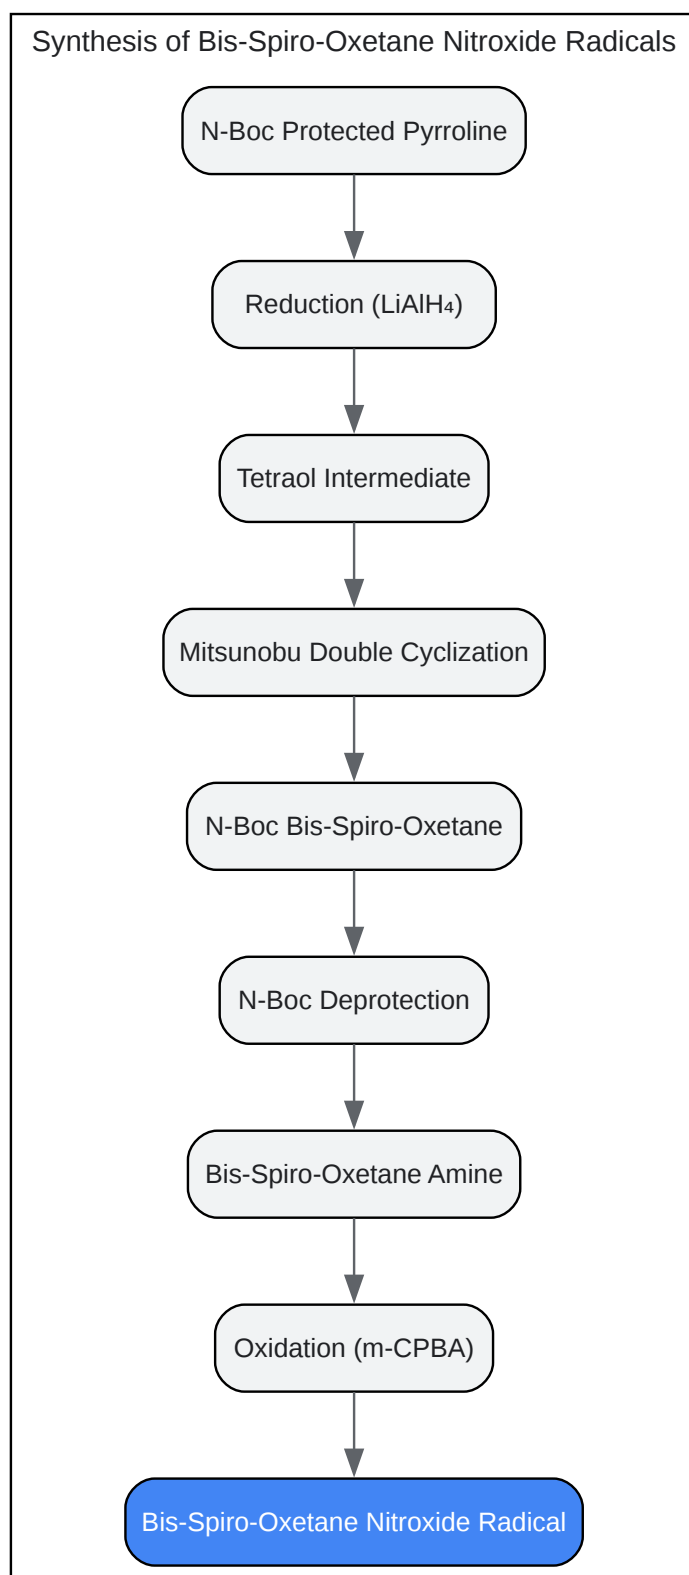 Synthesis of Bis-Spiro-Oxetane Nitroxide Radicals
N-Boc Protected Pyrroline
Reduction (LiAlH₄)
Tetraol Intermediate
Mitsunobu Double Cyclization
N-Boc Bis-Spiro-Oxetane
N-Boc Deprotection
Bis-Spiro-Oxetane Amine
Oxidation (m-CPBA)
Bis-Spiro-Oxetane Nitroxide Radical